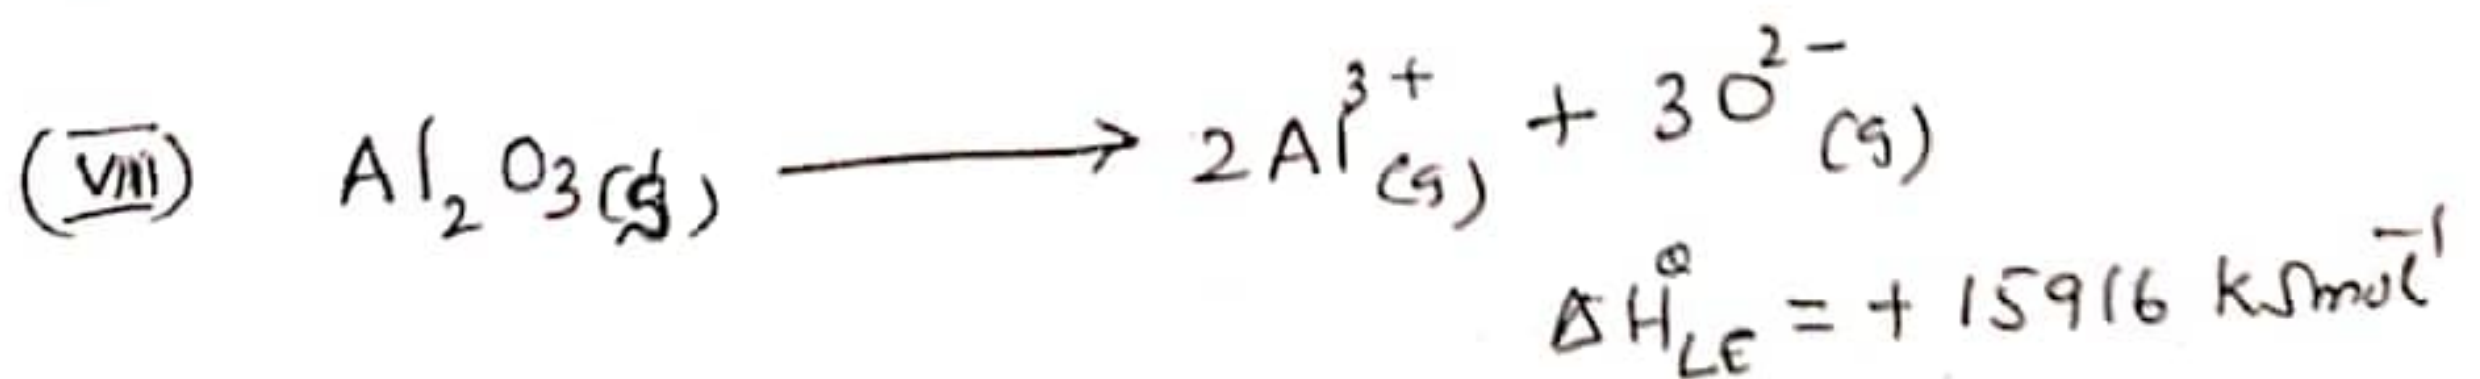 (VIII) Al₂O₃(s) ⟶ 2Al³⁺(g) + 3O²⁻(g)
ΔH°LE = + 15916 kJmol⁻¹